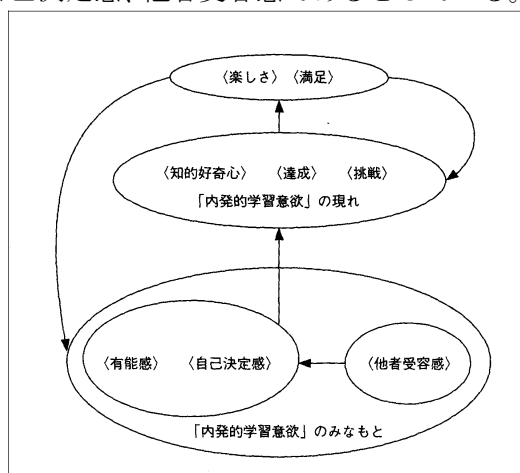 〈楽しさ〉 〈満足〉
〈知的好奇心〉 〈達成〉 〈挑戦〉
「内発的学習意欲」の現れ
〈有能感〉 〈自己決定感〉 〈他者受容感〉
「内発的学習意欲」のみなもと